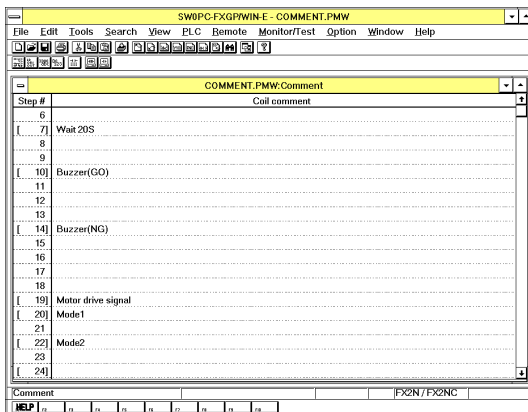 SW0PC-FXGP/WIN-E - COMMENT.PMW
File Edit Tools Search View PLC Remote Monitor/Test Option Window Help
COMMENT.PMW:Comment
Step # Coil comment
6
[ 7] Wait 20S
8
9
[ 10] Buzzer(GO)
11
12
13
[ 14] Buzzer(NG)
15
16
17
18
[ 19] Motor drive signal
[ 20] Mode1
21
[ 22] Mode2
23
[ 24]
Comment FX2N / FX2NC
HELP